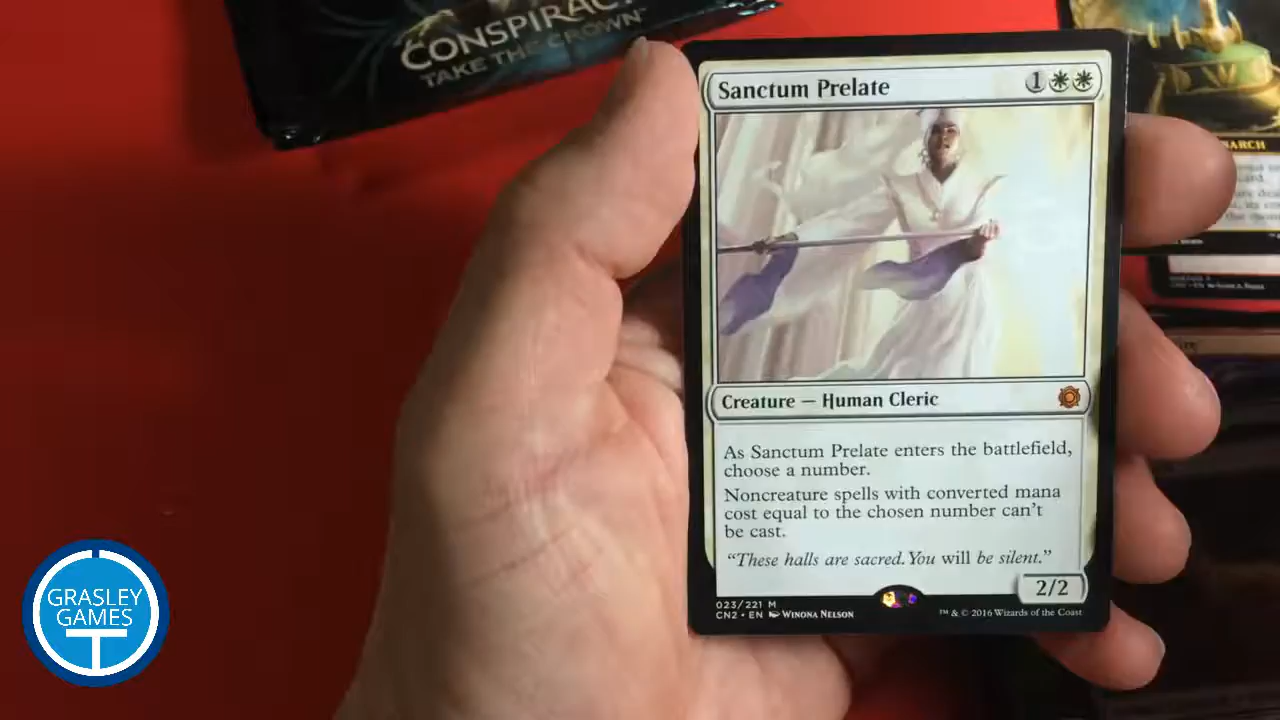 CONSPIRACY
TAKE THE CROWN
Sanctum Prelate
1
Creature — Human Cleric
As Sanctum Prelate enters the battlefield,
choose a number.
Noncreature spells with converted mana
cost equal to the chosen number can't
be cast.
“These halls are sacred. You will be silent.”
2/2
023/221 M
CN2 • EN Winona Nelson
™ & © 2016 Wizards of the Coast
GRASLEY
GAMES